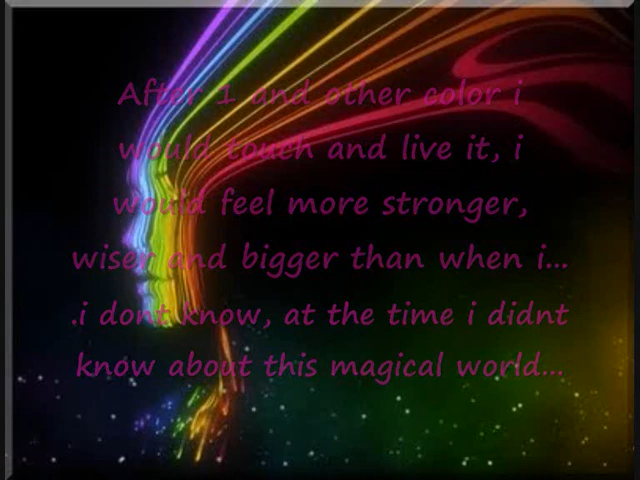 After 1 and other color i
would touch and live it, i
would feel more stronger,
wiser and bigger than when i...
.i dont know, at the time i didnt
know about this magical world...